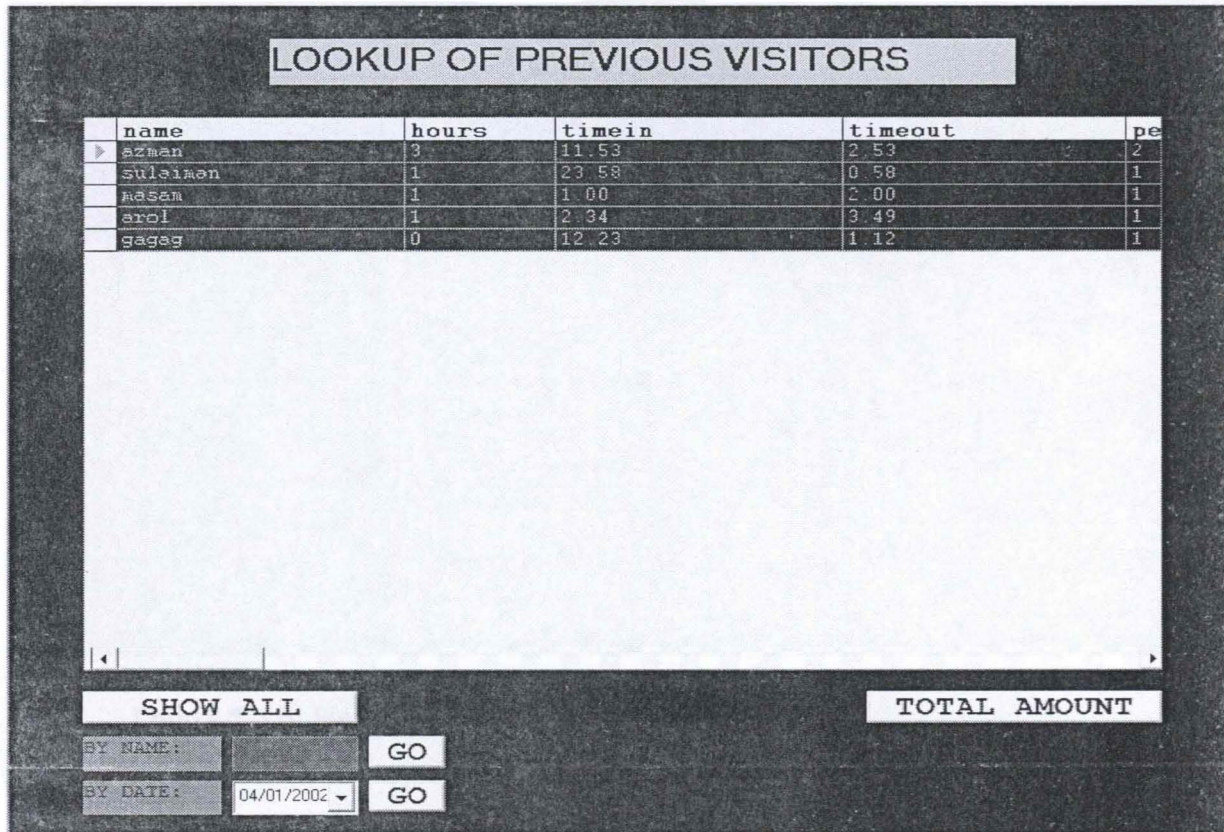 LOOKUP OF PREVIOUS VISITORS
name hours timein timeout pe
azman 3 11.53 2.53 2
sulaiman 1 23.58 0.58 1
masam 1 1.00 2.00 1
arol 1 2.34 3.49 1
gagag 0 12.23 1.12 1
SHOW ALL TOTAL AMOUNT
BY NAME: GO
BY DATE: 04/01/2002 GO